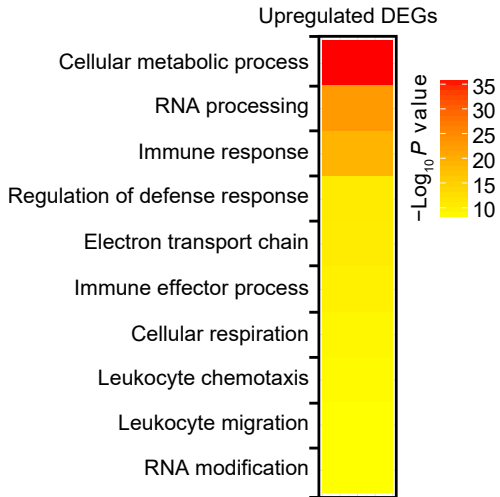 Upregulated DEGs
Cellular metabolic process
RNA processing
Immune response
Regulation of defense response
Electron transport chain
Immune effector process
Cellular respiration
Leukocyte chemotaxis
Leukocyte migration
RNA modification
−Log₁₀ P value
35
30
25
20
15
10